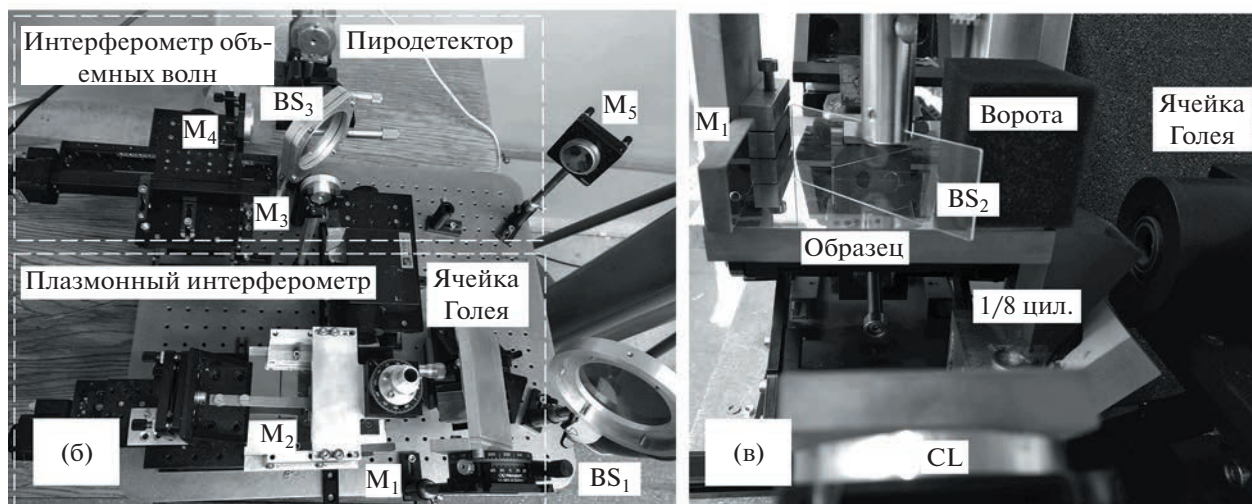 Интерферометр объ-
емных волн
Пиродетектор
BS3
M4
M5
M3
Плазмонный интерферометр
Ячейка
Голея
M2
(б)
M1
BS1
M1
Ворота
Ячейка
Голея
BS2
Образец
1/8 цил.
(в)
CL